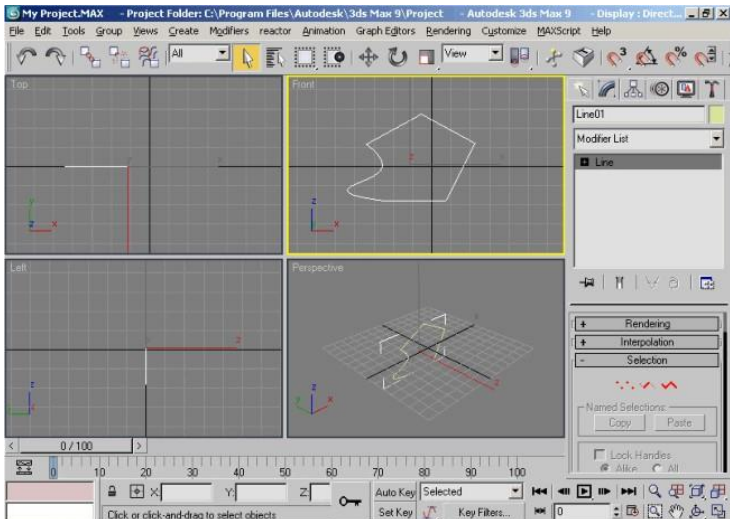 My Project.MAX - Project Folder: C:\Program Files\Autodesk\3ds Max 9\Project - Autodesk 3ds Max 9 - Display : Direct...
File Edit Tools Group Views Create Modifiers reactor Animation Graph Editors Rendering Customize MAXScript Help
All View
Top Front
Line01
Modifier List
Line
Left Perspective
Rendering
Interpolation
Selection
Named Selections:
Copy Paste
Lock Handles
Alike All
0 / 100
0 10 20 30 40 50 60 70 80 90 100
X: Y: Z: Auto Key Selected
Click or click-and-drag to select objects Set Key Key Filters... 0